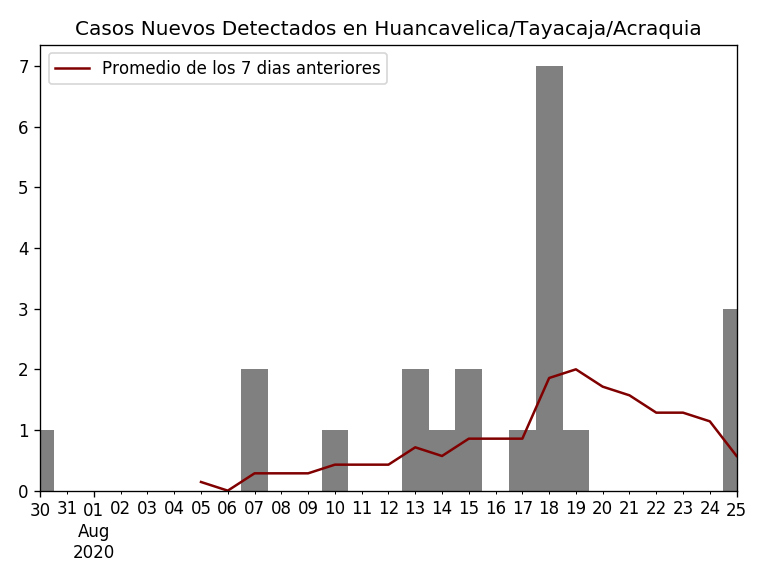 Casos Nuevos Detectados en Huancavelica/Tayacaja/Acraquia
Promedio de los 7 dias anteriores
7
6
5
4
3
2
1
0
30 31 01 02 03 04 05 06 07 08 09 10 11 12 13 14 15 16 17 18 19 20 21 22 23 24 25
Aug
2020